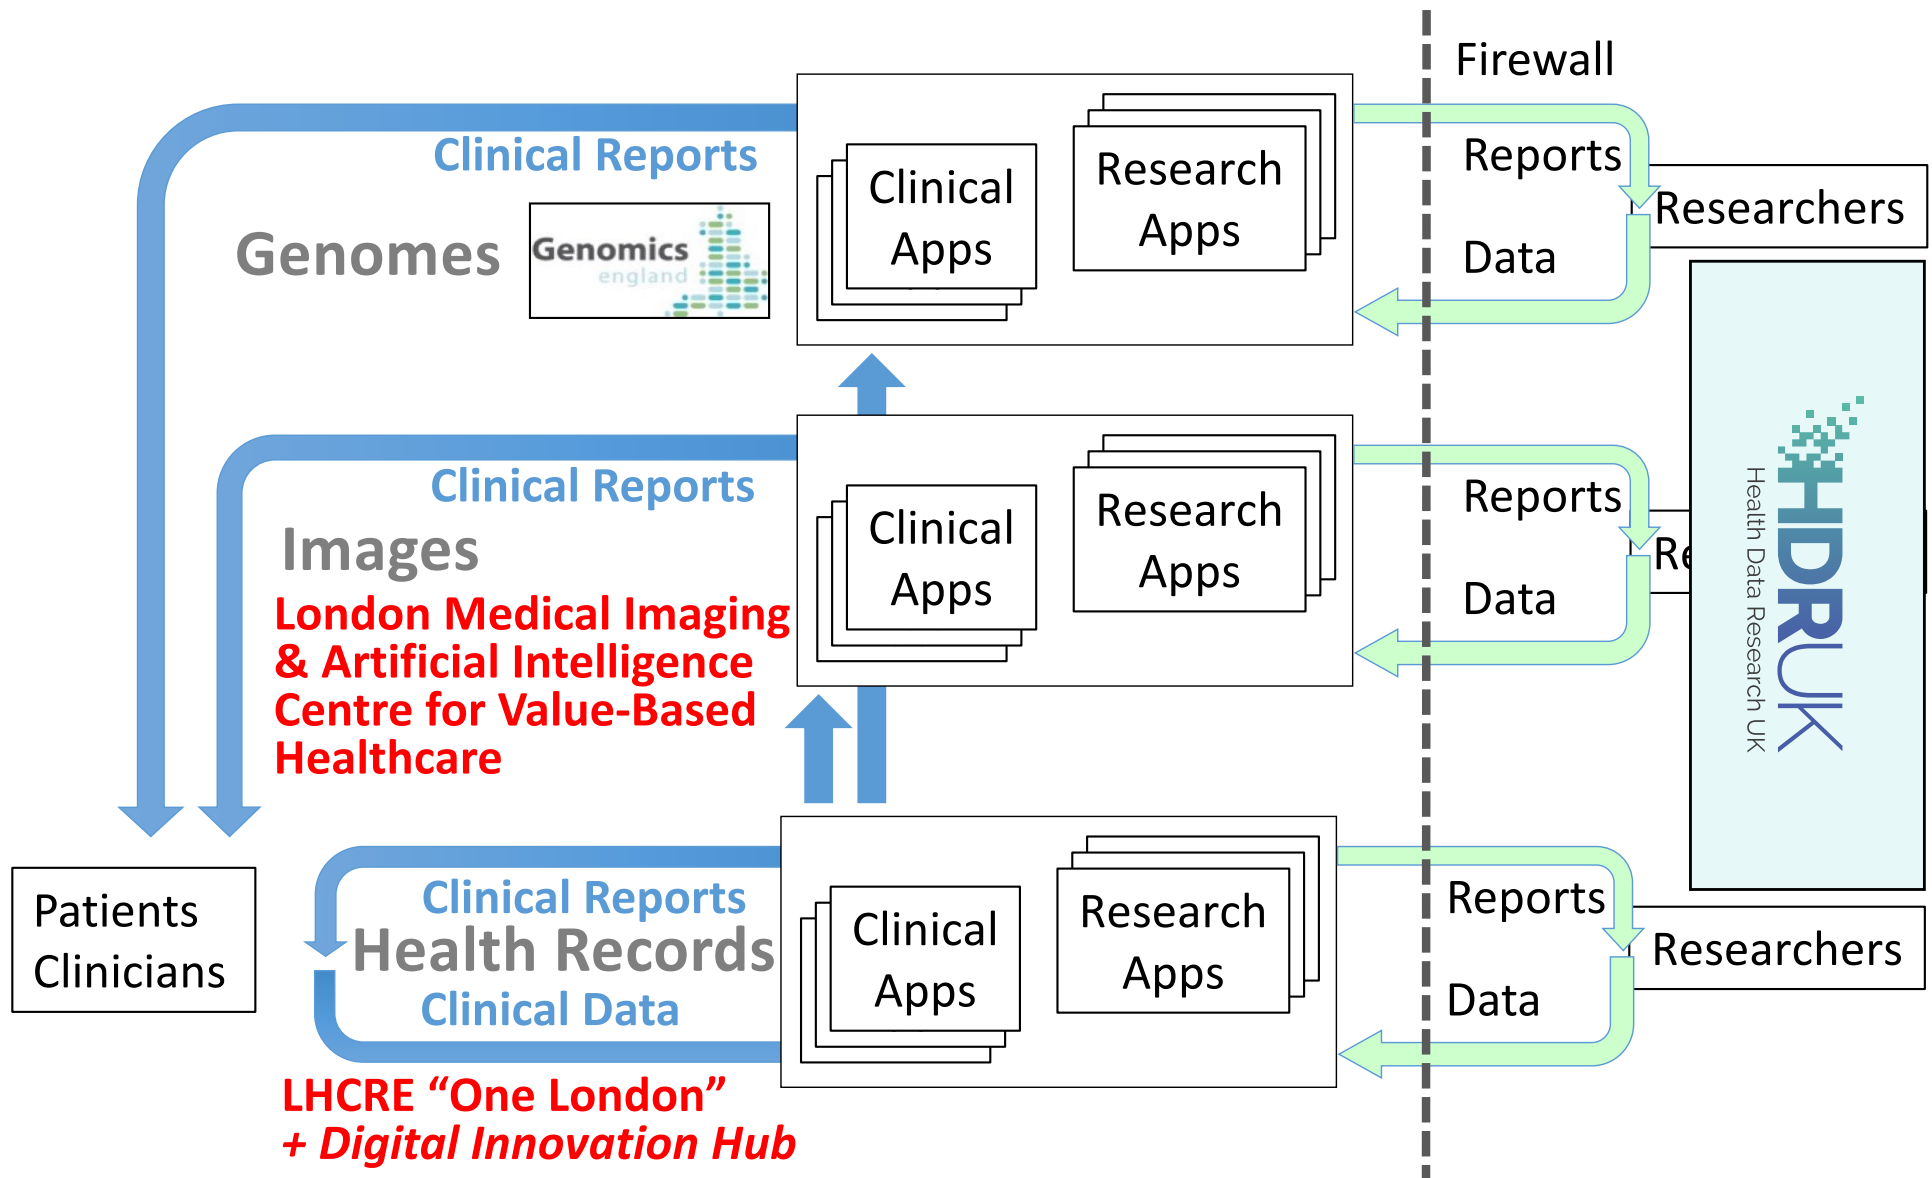 Firewall
Clinical Reports
Genomes
Genomics
england
Clinical
Apps
Research
Apps
Reports
Data
Researchers
Clinical Reports
Images
London Medical Imaging
& Artificial Intelligence
Centre for Value-Based
Healthcare
Clinical
Apps
Research
Apps
Reports
Data
Re
HDRUK
Health Data Research UK
Patients
Clinicians
Clinical Reports
Health Records
Clinical Data
Clinical
Apps
Research
Apps
Reports
Data
Researchers
LHCRE “One London”
+ Digital Innovation Hub